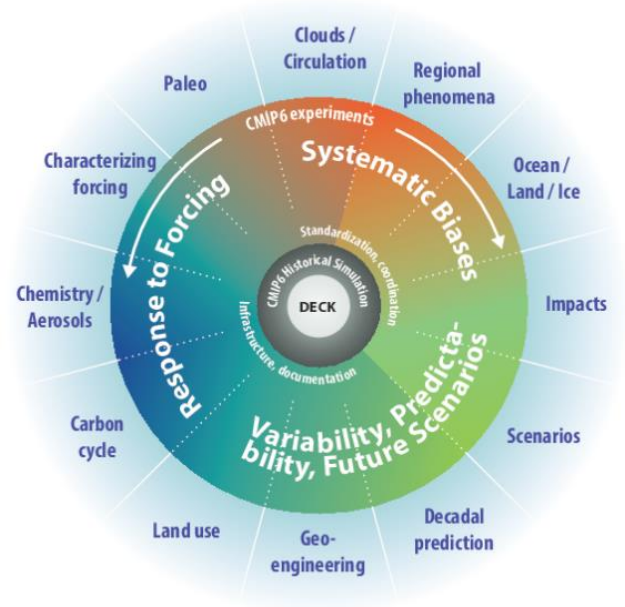 Clouds /
Circulation
Regional
phenomena
Ocean /
Land / Ice
Impacts
Scenarios
Decadal
prediction
Geo-
engineering
Land use
Carbon
cycle
Chemistry /
Aerosols
Characterizing
forcing
Paleo
CMIP6 experiments
Systematic Biases
Variability, Predicta-
bility, Future Scenarios
Response to Forcing
Standardization, coordination
Infrastructure, documentation
CMIP6 Historical Simulation
DECK